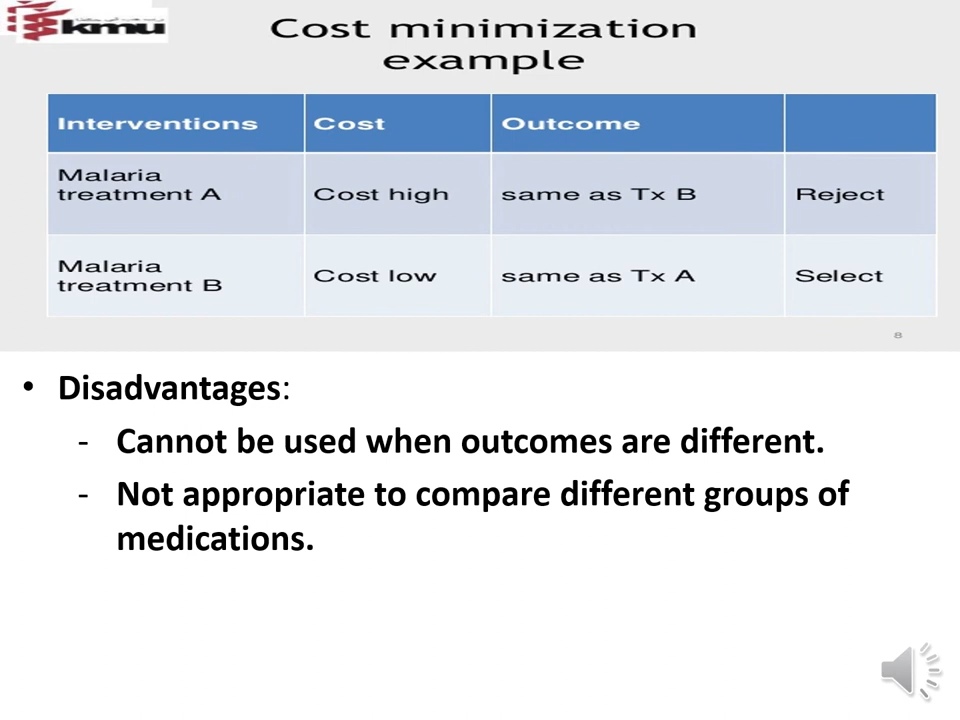 kmu
Cost minimization
example
Interventions Cost Outcome
Malaria
treatment A Cost high same as Tx B Reject
Malaria
treatment B Cost low same as Tx A Select
8
• Disadvantages:
- Cannot be used when outcomes are different.
- Not appropriate to compare different groups of
medications.